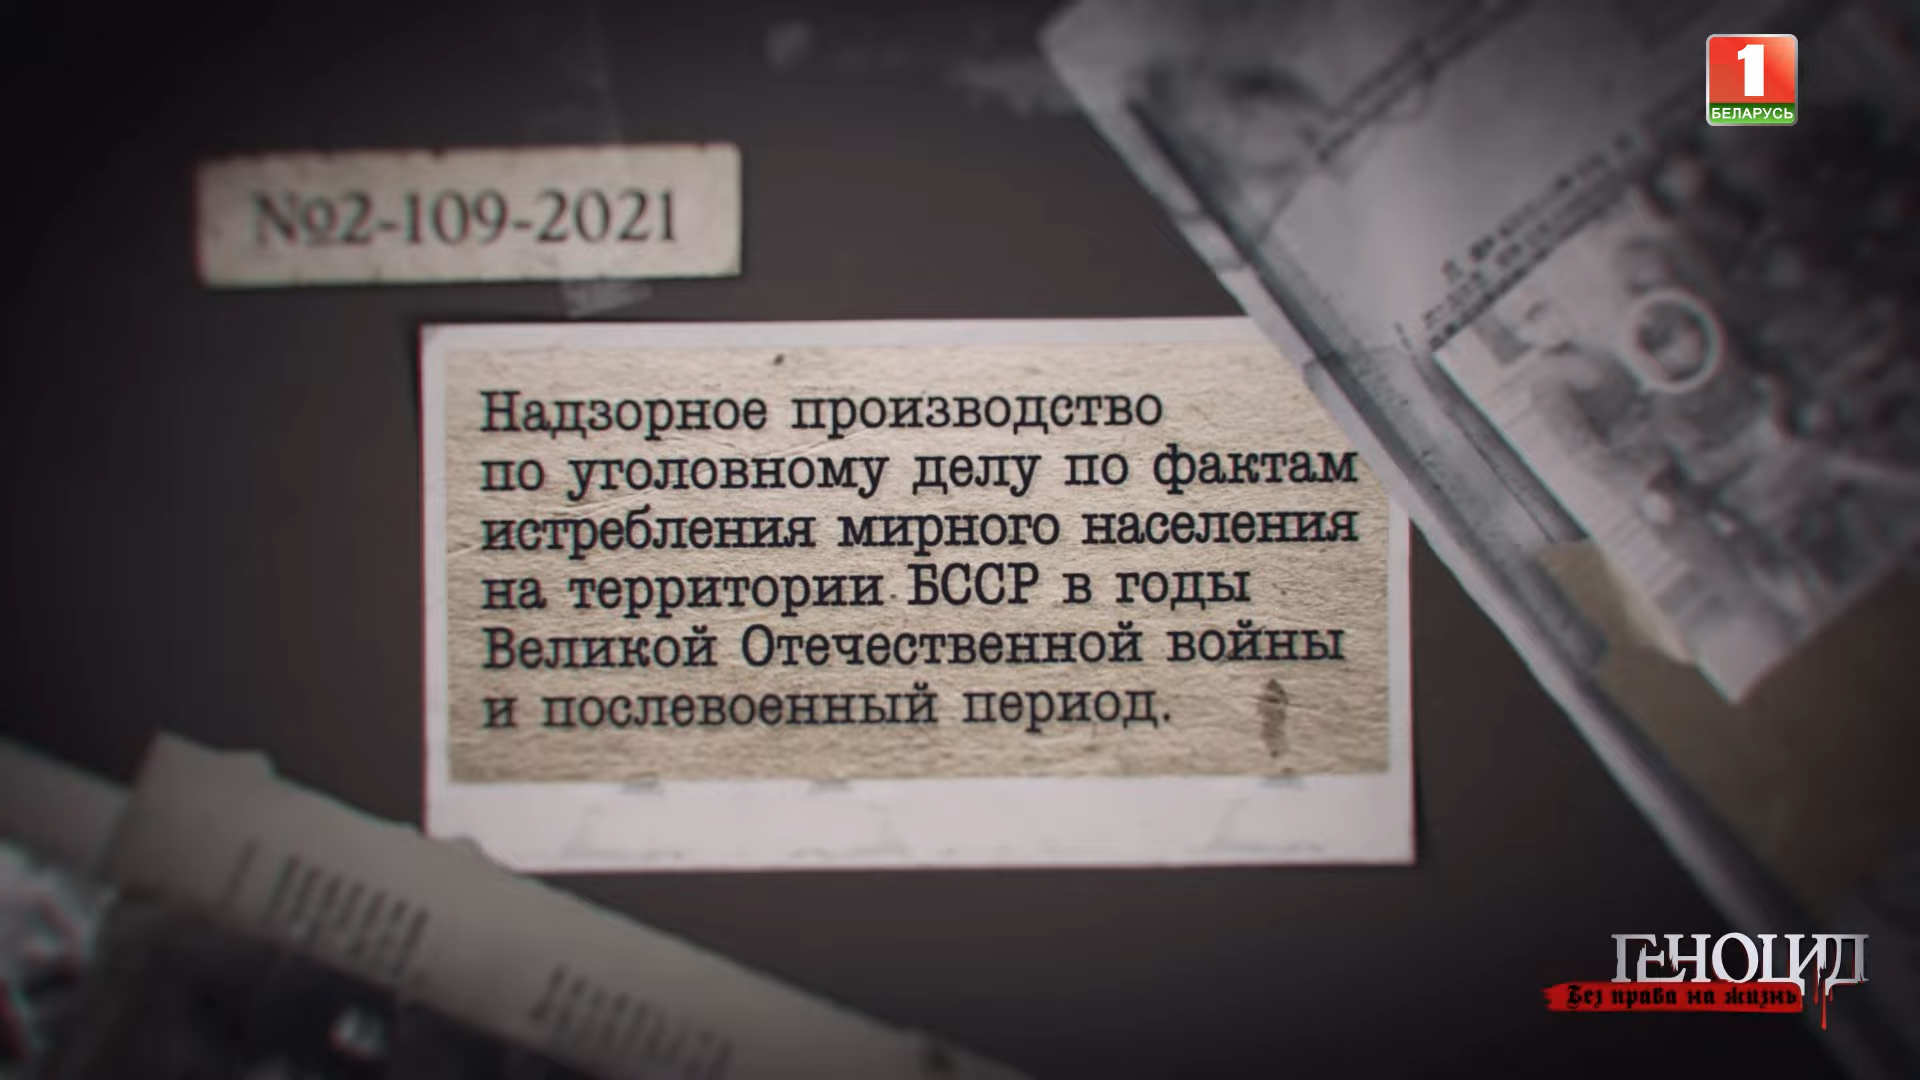 1
БЕЛАРУСЬ
№2-109-2021
Надзорное производство
по уголовному делу по фактам
истребления мирного населения
на территории БССР в годы
Великой Отечественной войны
и послевоенный период.
ГЕНОЦИД
Без права на жизнь